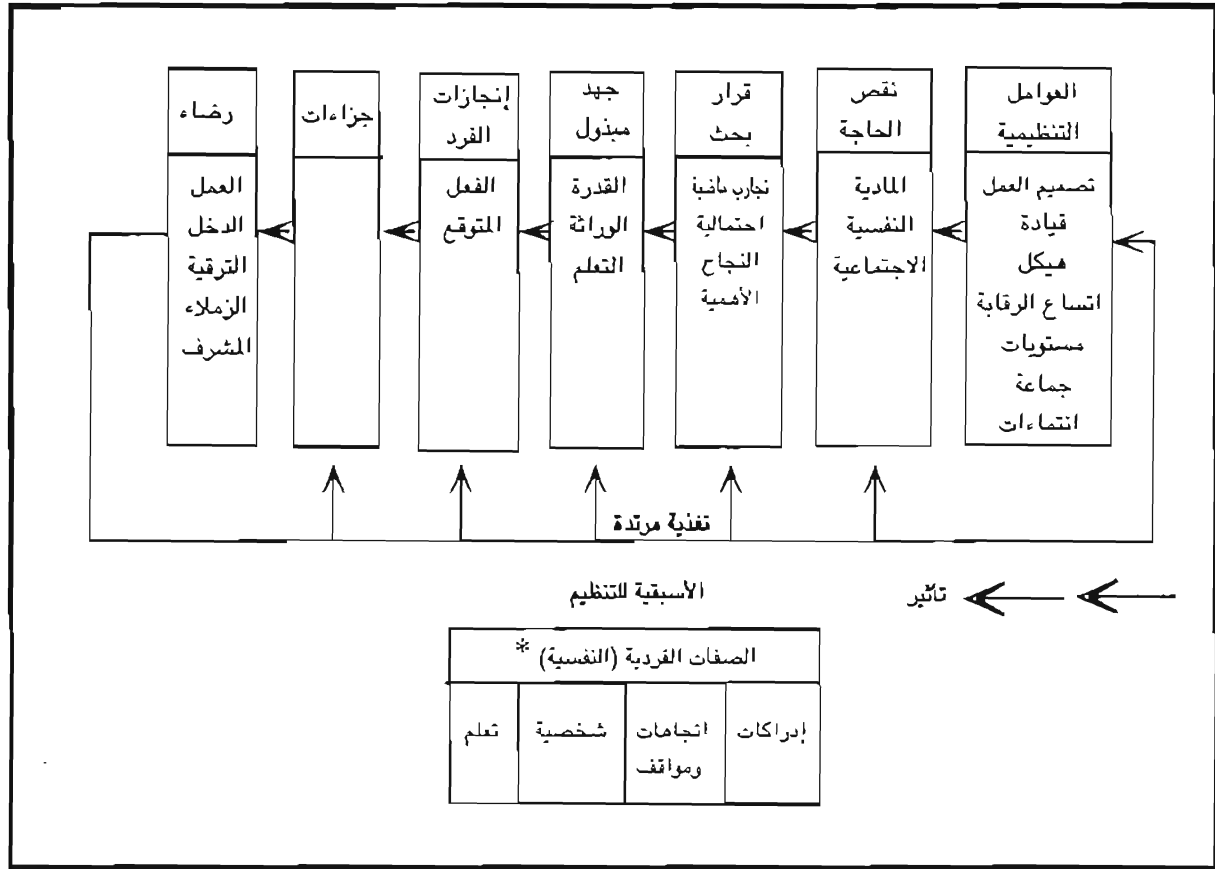 العوامل
التنظيمية
تصميم العمل
قيادة
هيكل
اتساع الرقابة
مستويات
جماعة
انتماءات
نقص
الحاجة
المادية
النفسية
الاجتماعية
قرار
بحث
تجارب ماضية
احتمالية
النجاح
الأهمية
جهد
مبذول
القدرة
الوراثة
التعلم
إنجازات
الفرد
الفعل
المتوقع
جزاءات
رضاء
العمل
الدخل
الترقية
الزملاء
المشرف
تغذية مرتدة
تأثير
الأسبقية للتنظيم
الصفات الفردية (النفسية) *
إدراكات
اتجاهات
ومواقف
شخصية
تعلم